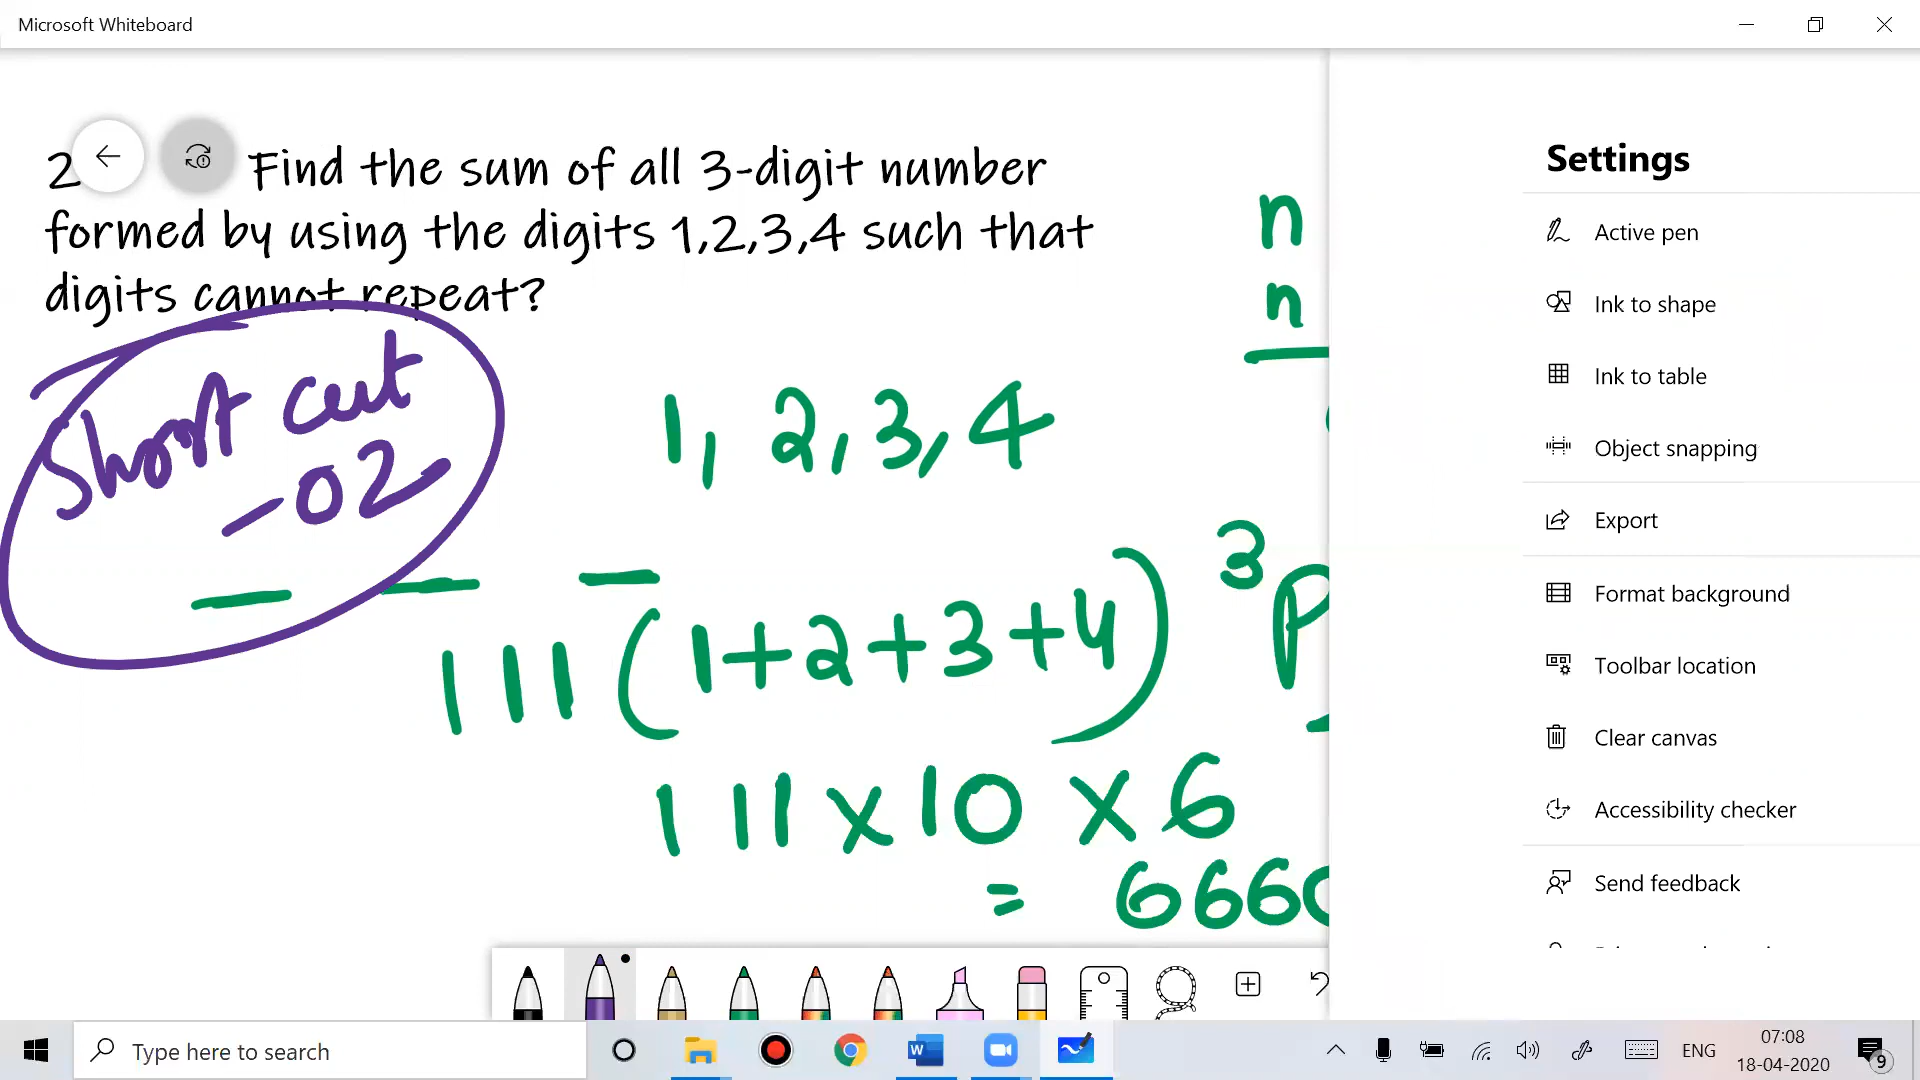 Microsoft Whiteboard
2
Find the sum of all 3-digit number
formed by using the digits 1,2,3,4 such that
digits cannot repeat?
Short cut
-02
1, 2, 3, 4
n
n
111 (1+2+3+4) ³P
111 x 10 x 6
= 6660
Settings
Active pen
Ink to shape
Ink to table
Object snapping
Export
Format background
Toolbar location
Clear canvas
Accessibility checker
Send feedback
Type here to search
ENG
07:08
18-04-2020
9